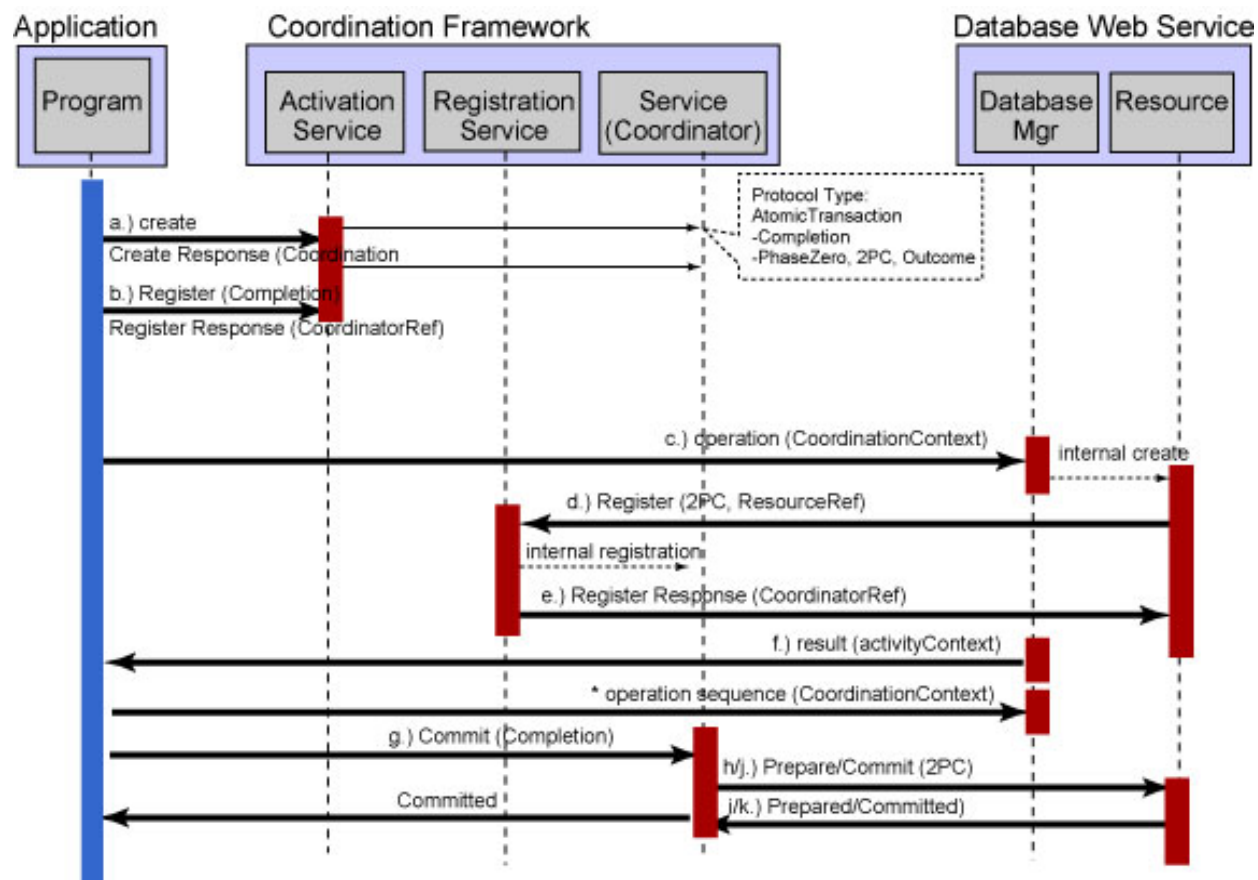 Application
Coordination Framework
Database Web Service
Program
Activation
Service
Registration
Service
Service
(Coordinator)
Database
Mgr
Resource
Protocol Type:
AtomicTransaction
-Completion
-PhaseZero, 2PC, Outcome
a.) create
Create Response (Coordination
b.) Register (Completion)
Register Response (CoordinatorRef)
c.) operation (CoordinationContext)
internal create
d.) Register (2PC, ResourceRef)
internal registration
e.) Register Response (CoordinatorRef)
f.) result (activityContext)
* operation sequence (CoordinationContext)
g.) Commit (Completion)
h/j.) Prepare/Commit (2PC)
Committed
i/k.) Prepared/Committed)